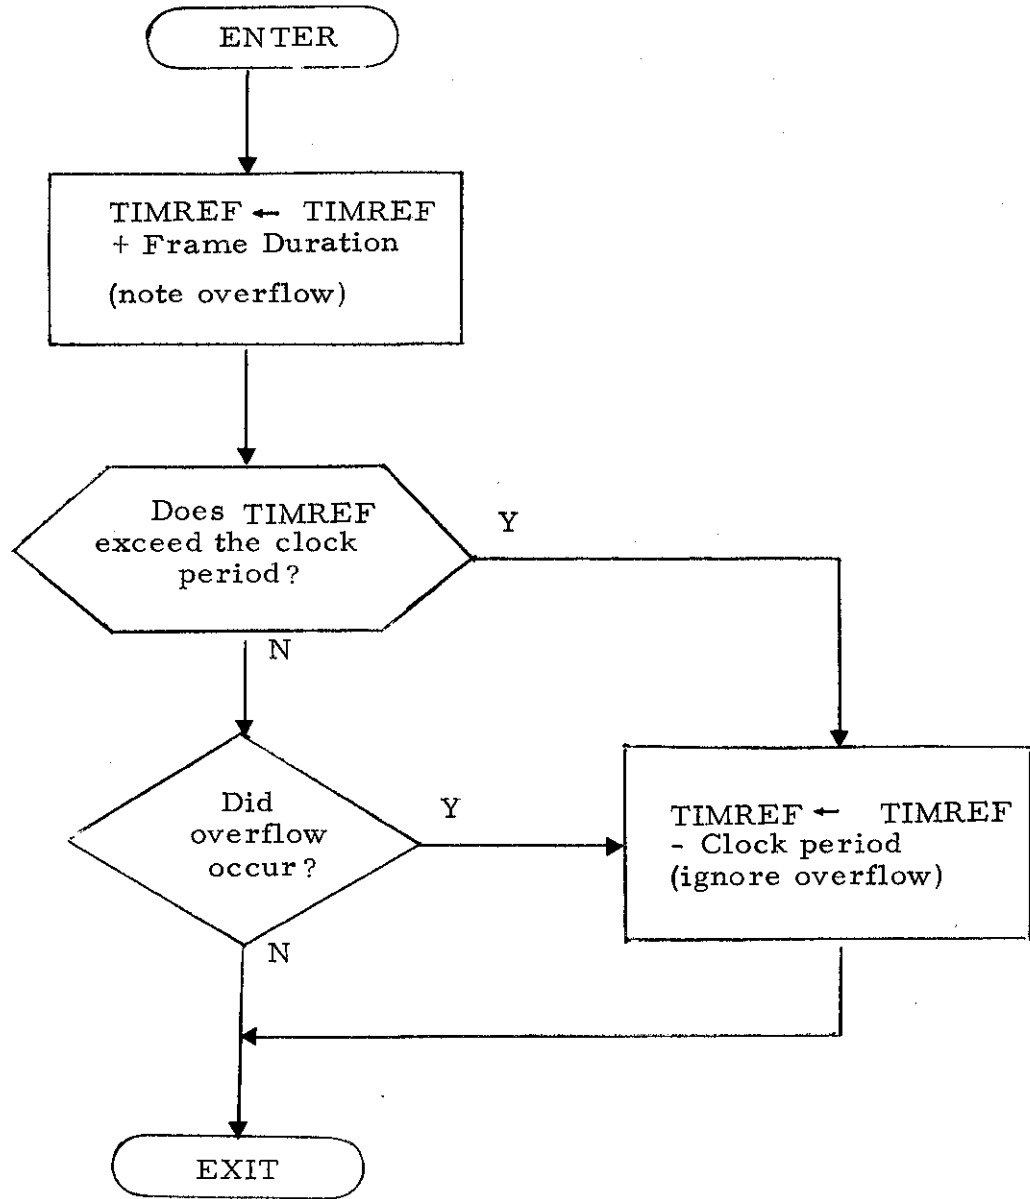 ENTER
TIMREF ← TIMREF
+ Frame Duration
(note overflow)
Does TIMREF
exceed the clock
period?
Y
N
Did
overflow
occur?
Y
TIMREF ← TIMREF
- Clock period
(ignore overflow)
N
EXIT